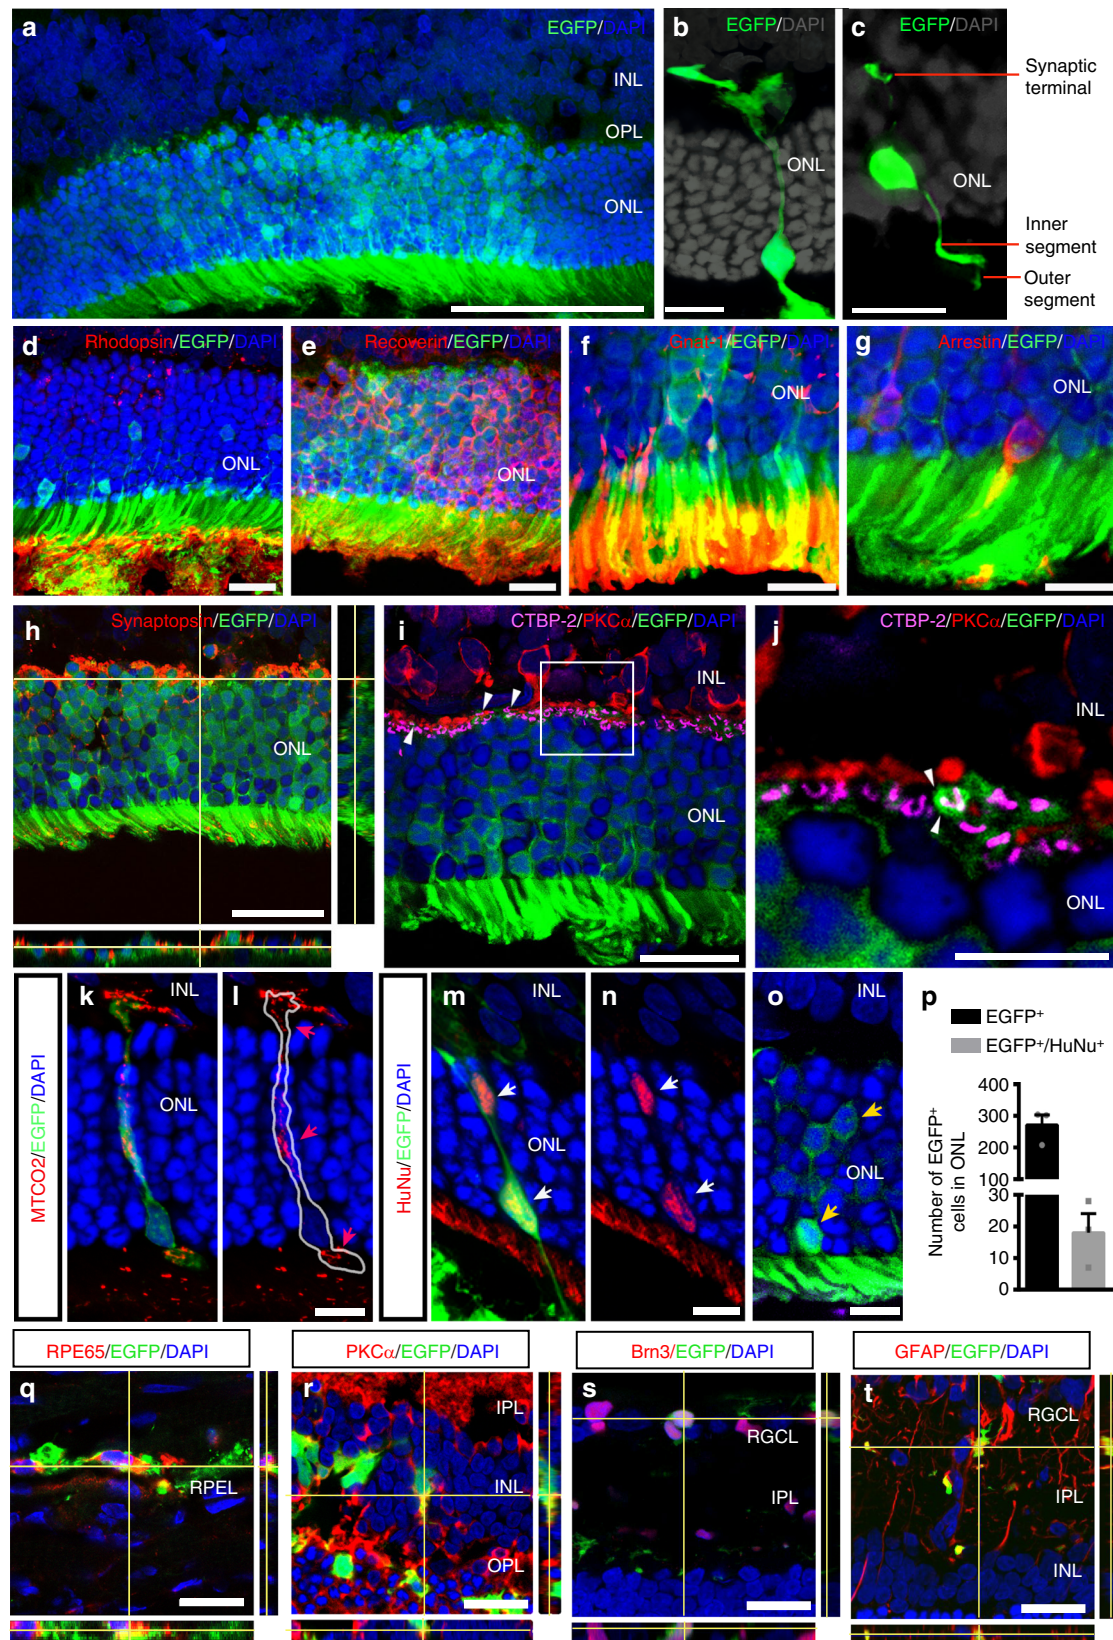 a EGFP/DAPI
INL
OPL
ONL
b EGFP/DAPI
ONL
c EGFP/DAPI
ONL
Synaptic
terminal
Inner
segment
Outer
segment
d Rhodopsin/EGFP/DAPI
ONL
e Recoverin/EGFP/DAPI
ONL
f Gnat-1/EGFP/DAPI
ONL
g Arrestin/EGFP/DAPI
ONL
h Synaptopsin/EGFP/DAPI
ONL
i CTBP-2/PKCα/EGFP/DAPI
INL
ONL
j CTBP-2/PKCα/EGFP/DAPI
INL
ONL
MTCO2/EGFP/DAPI
k INL
ONL
l
HuNu/EGFP/DAPI
m INL
ONL
n
o INL
ONL
p
EGFP⁺
EGFP⁺/HuNu⁺
Number of EGFP⁺
cells in ONL
400
300
200
100
30
20
10
0
RPE65/EGFP/DAPI
q
RPEL
PKCα/EGFP/DAPI
r IPL
INL
OPL
Brn3/EGFP/DAPI
s
RGCL
IPL
GFAP/EGFP/DAPI
t RGCL
IPL
INL